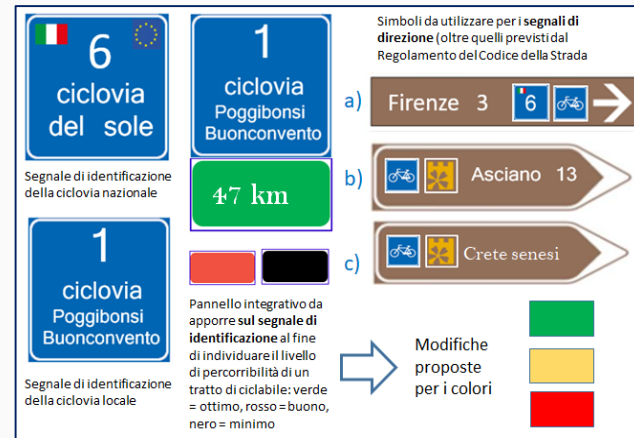 6
ciclovia
del sole
Segnale di identificazione
della ciclovia nazionale
1
ciclovia
Poggibonsi
Buonconvento
Segnale di identificazione
della ciclovia locale
1
ciclovia
Poggibonsi
Buonconvento
47 km
Pannello integrativo da
apporre sul segnale di
identificazione al fine
di individuare il livello
di percorribilità di un
tratto di ciclabile: verde
= ottimo, rosso = buono,
nero = minimo
Simboli da utilizzare per i segnali di
direzione (oltre quelli previsti dal
Regolamento del Codice della Strada
a)
Firenze 3
6
b)
Asciano 13
c)
Crete senesi
Modifiche
proposte
per i colori